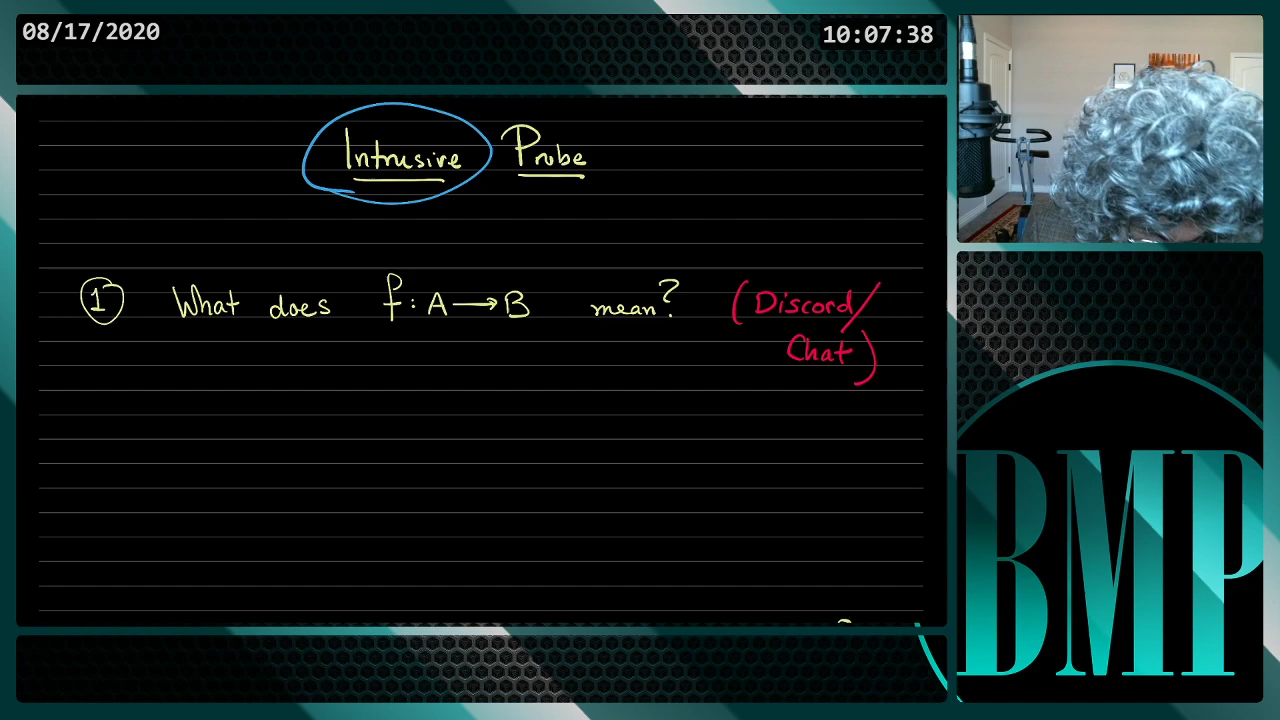 08/17/2020
10:07:38
Intrusive Probe
1 What does f: A → B mean? (Discord/
Chat)
BMP